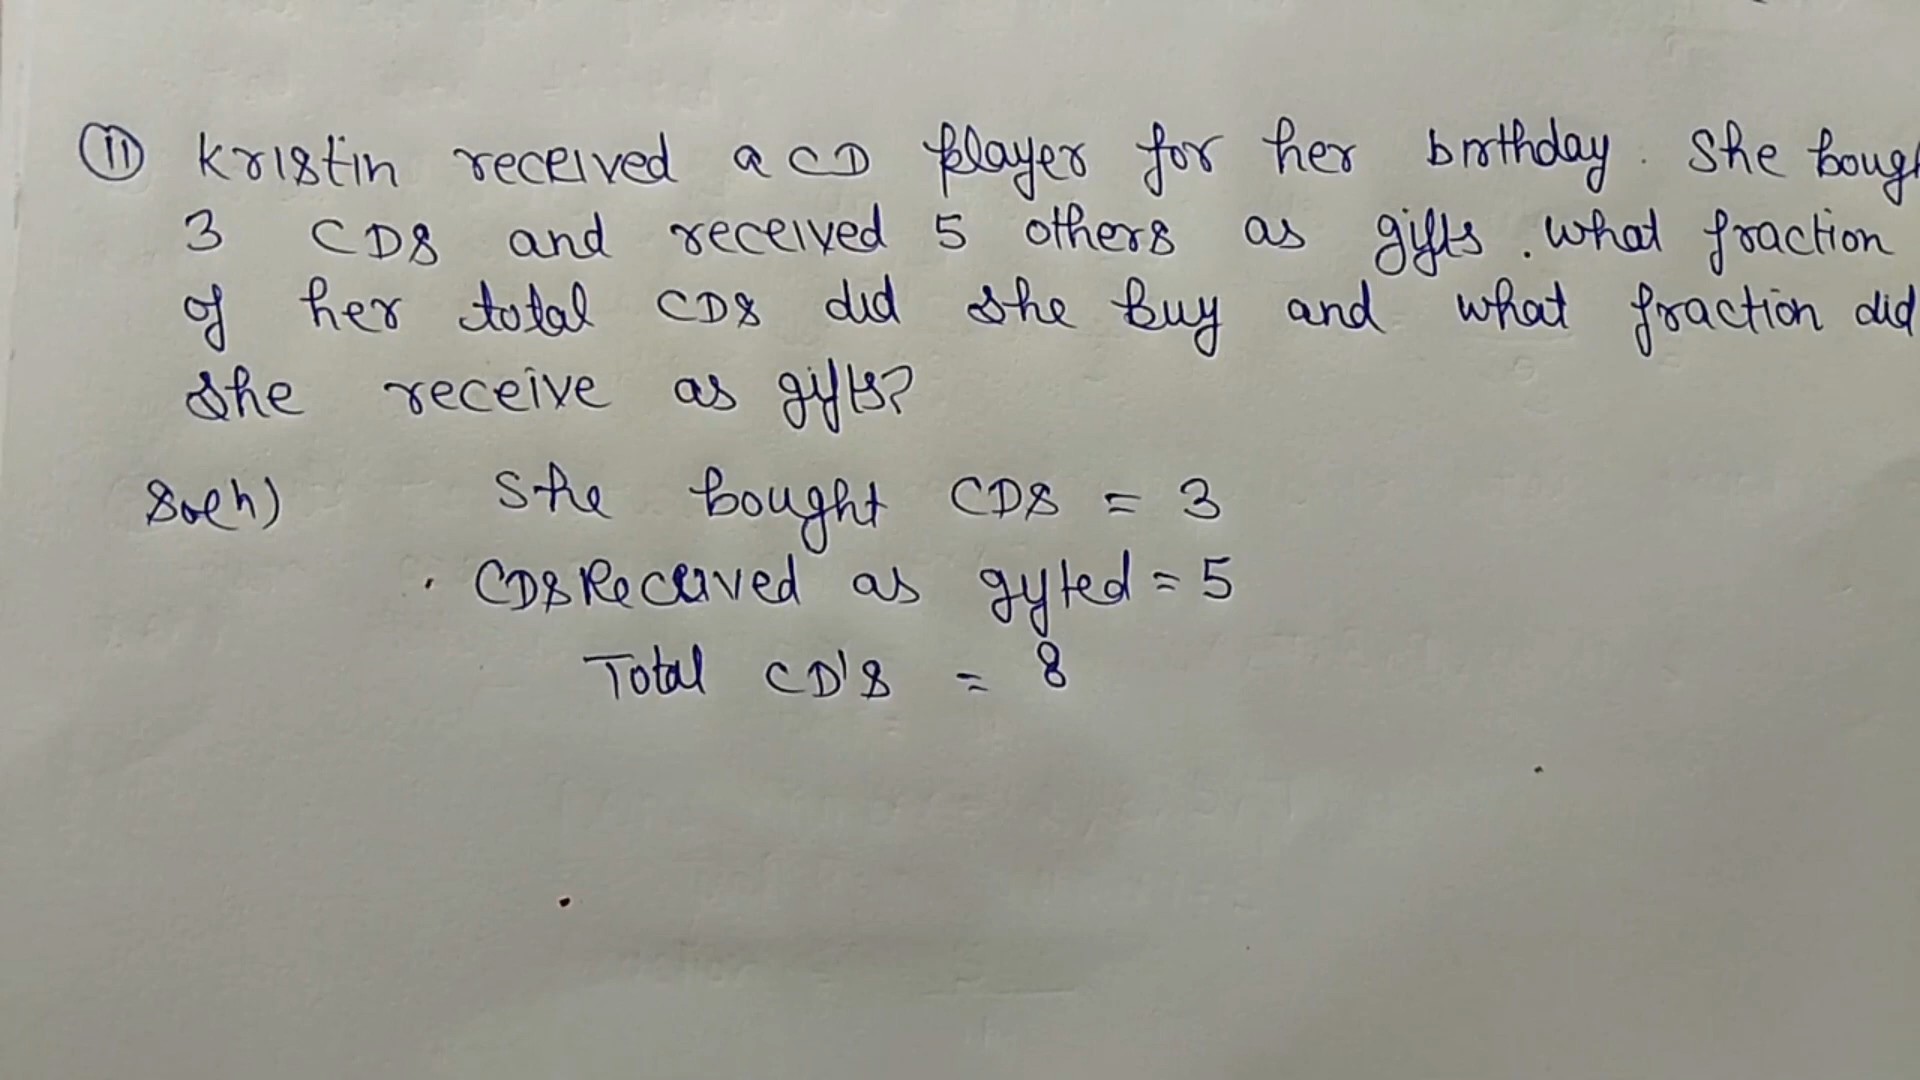 11 Kristin received a CD player for her birthday. She bough
3 CDs and received 5 others as gifts. what fraction
of her total CDs did she buy and what fraction did
she receive as gifts?
Soln) She bought CDs = 3
CDs Received as gifted = 5
Total CD's = 8